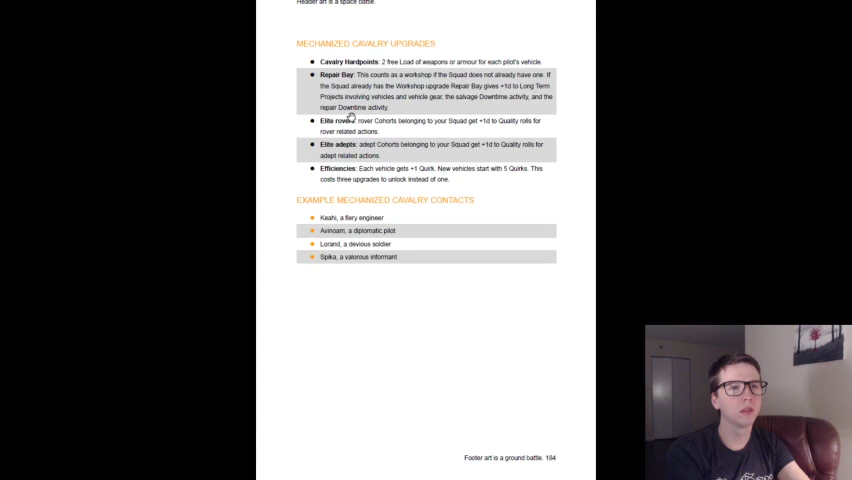 Header art is a space battle.
MECHANIZED CAVALRY UPGRADES
● Cavalry Hardpoints: 2 free Load of weapons or armour for each pilot's vehicle.
● Repair Bay: This counts as a workshop if the Squad does not already have one. If
the Squad already has the Workshop upgrade Repair Bay gives +1d to Long Term
Projects involving vehicles and vehicle gear, the salvage Downtime activity, and the
repair Downtime activity.
● Elite rovers: rover Cohorts belonging to your Squad get +1d to Quality rolls for
rover related actions.
● Elite adepts: adept Cohorts belonging to your Squad get +1d to Quality rolls for
adept related actions.
● Efficiencies: Each vehicle gets +1 Quirk. New vehicles start with 5 Quirks. This
costs three upgrades to unlock instead of one.
EXAMPLE MECHANIZED CAVALRY CONTACTS
● Keahi, a fiery engineer
● Avinoam, a diplomatic pilot
● Lorand, a devious soldier
● Spika, a valorous informant
Footer art is a ground battle. 184